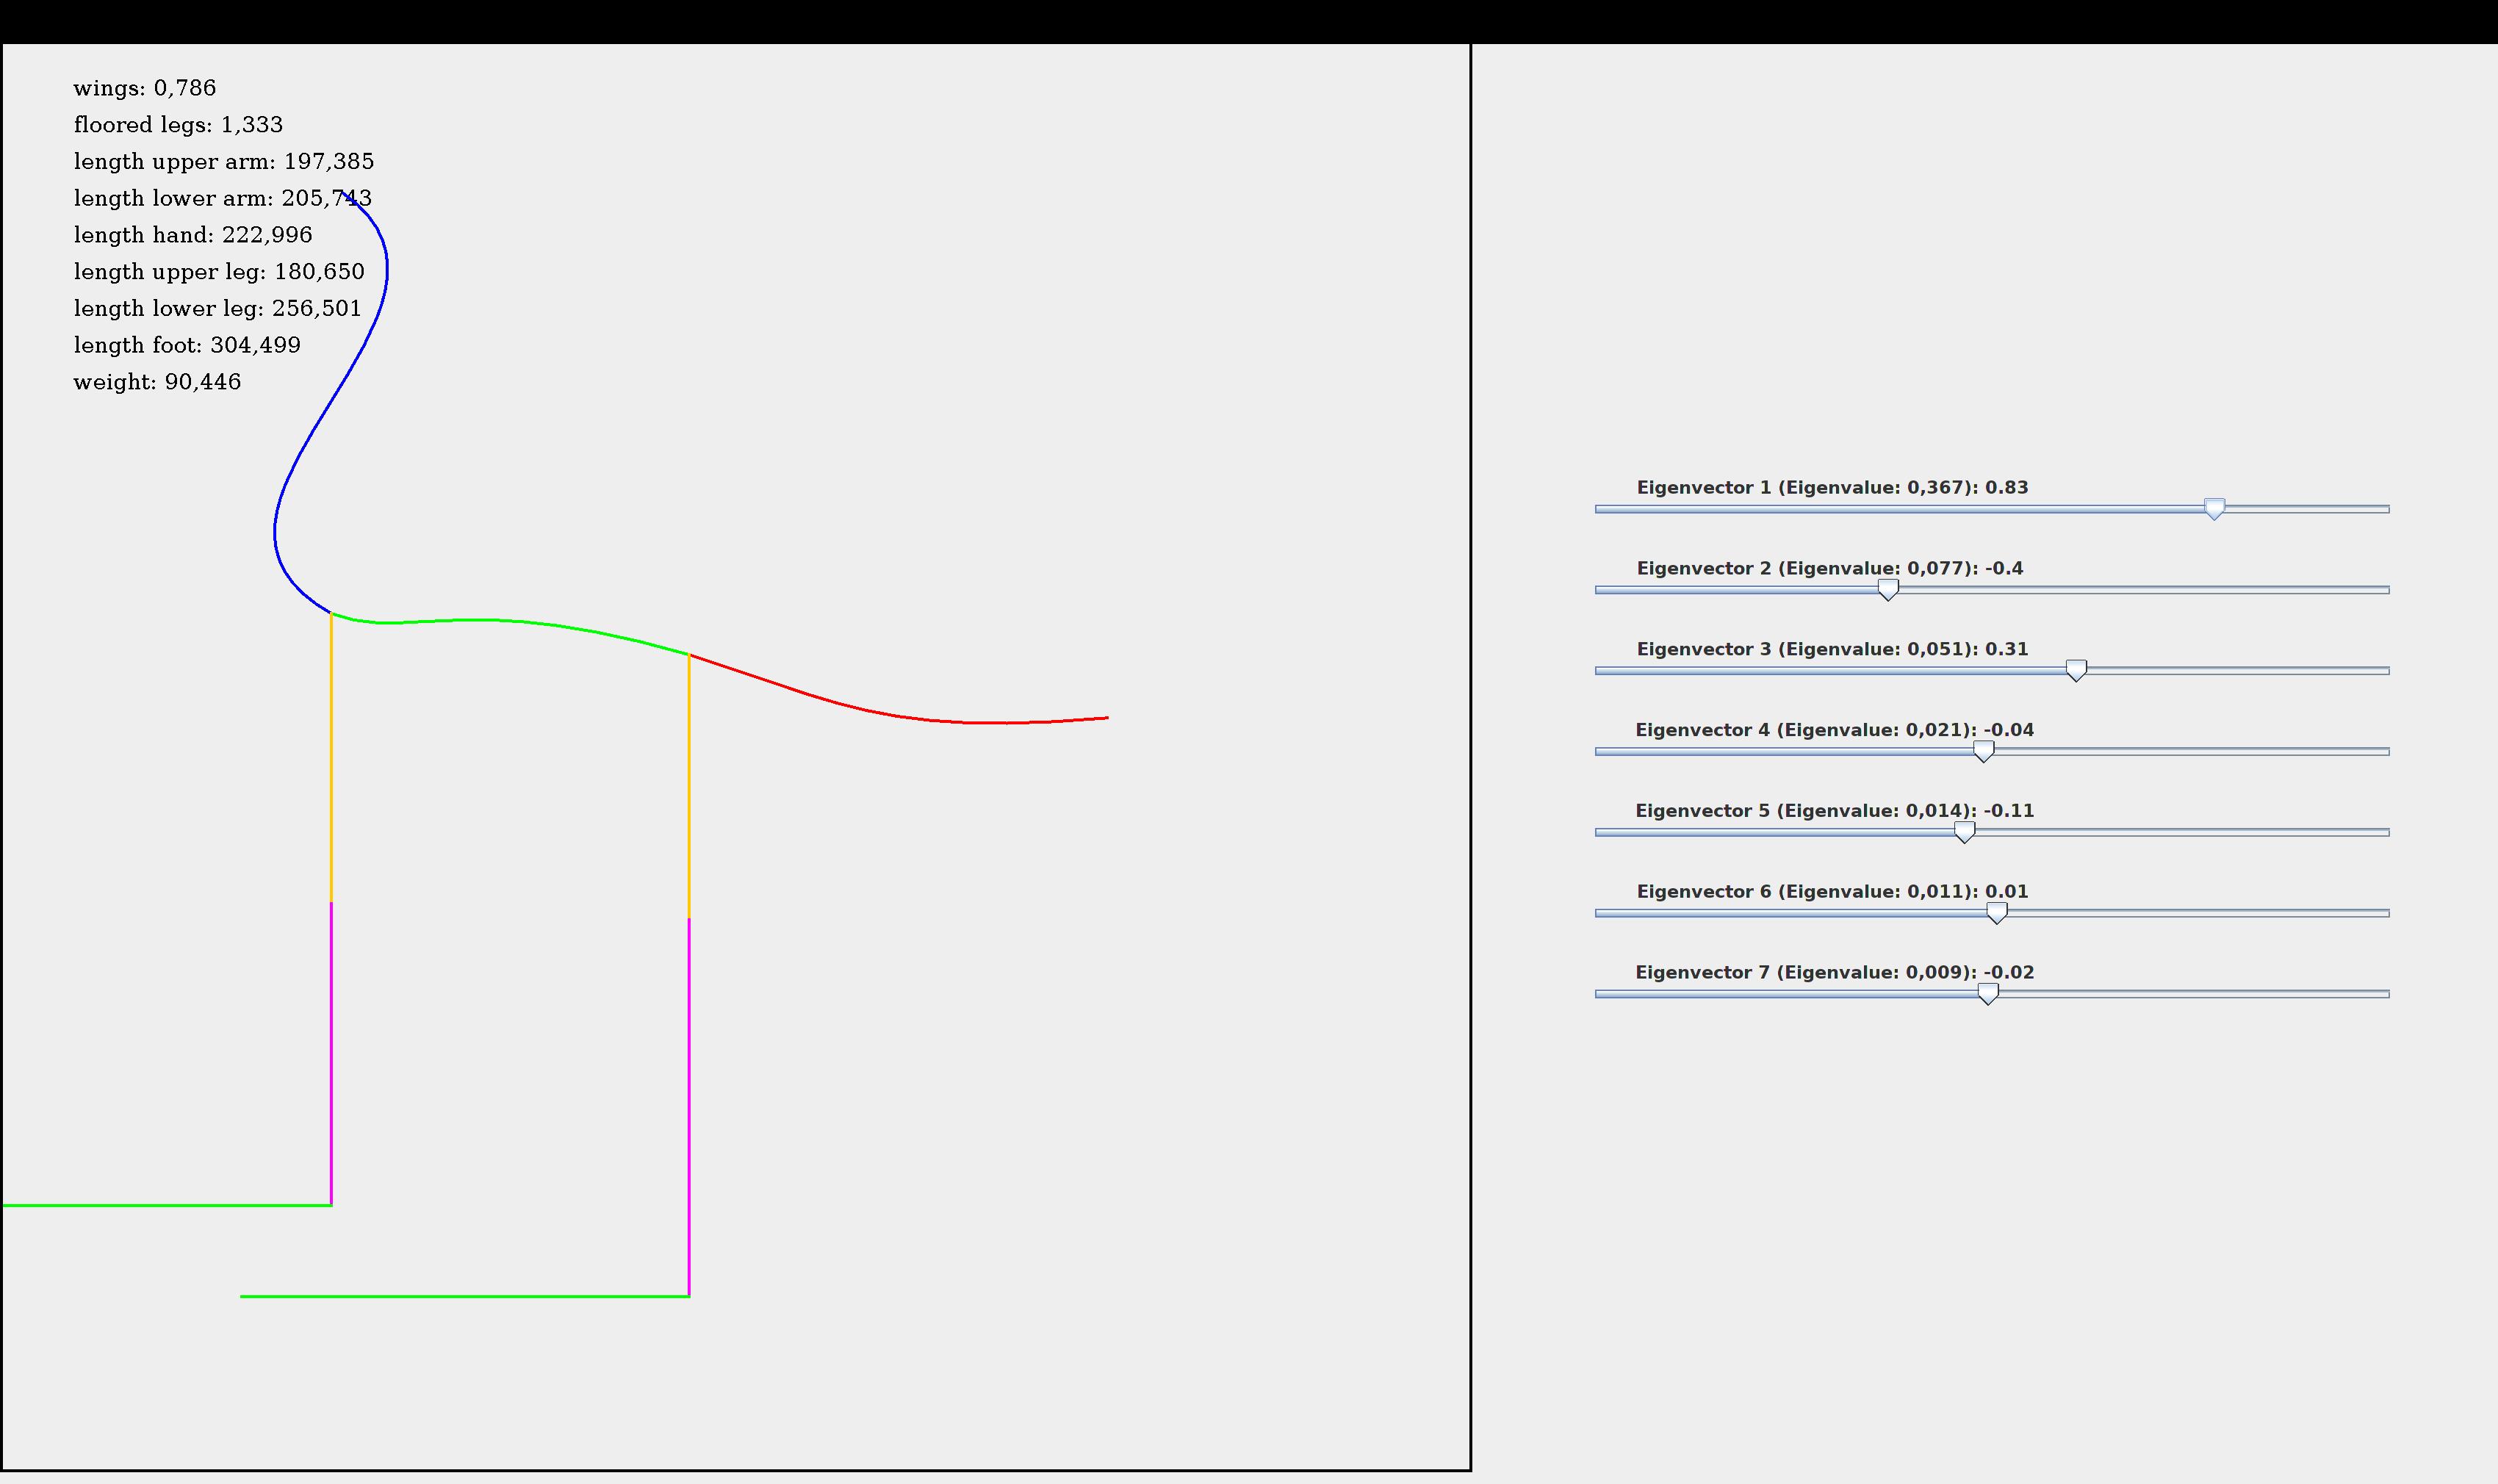 wings: 0,786
floored legs: 1,333
length upper arm: 197,385
length lower arm: 205,743
length hand: 222,996
length upper leg: 180,650
length lower leg: 256,501
length foot: 304,499
weight: 90,446
Eigenvector 1 (Eigenvalue: 0,367): 0.83
Eigenvector 2 (Eigenvalue: 0,077): -0.4
Eigenvector 3 (Eigenvalue: 0,051): 0.31
Eigenvector 4 (Eigenvalue: 0,021): -0.04
Eigenvector 5 (Eigenvalue: 0,014): -0.11
Eigenvector 6 (Eigenvalue: 0,011): 0.01
Eigenvector 7 (Eigenvalue: 0,009): -0.02